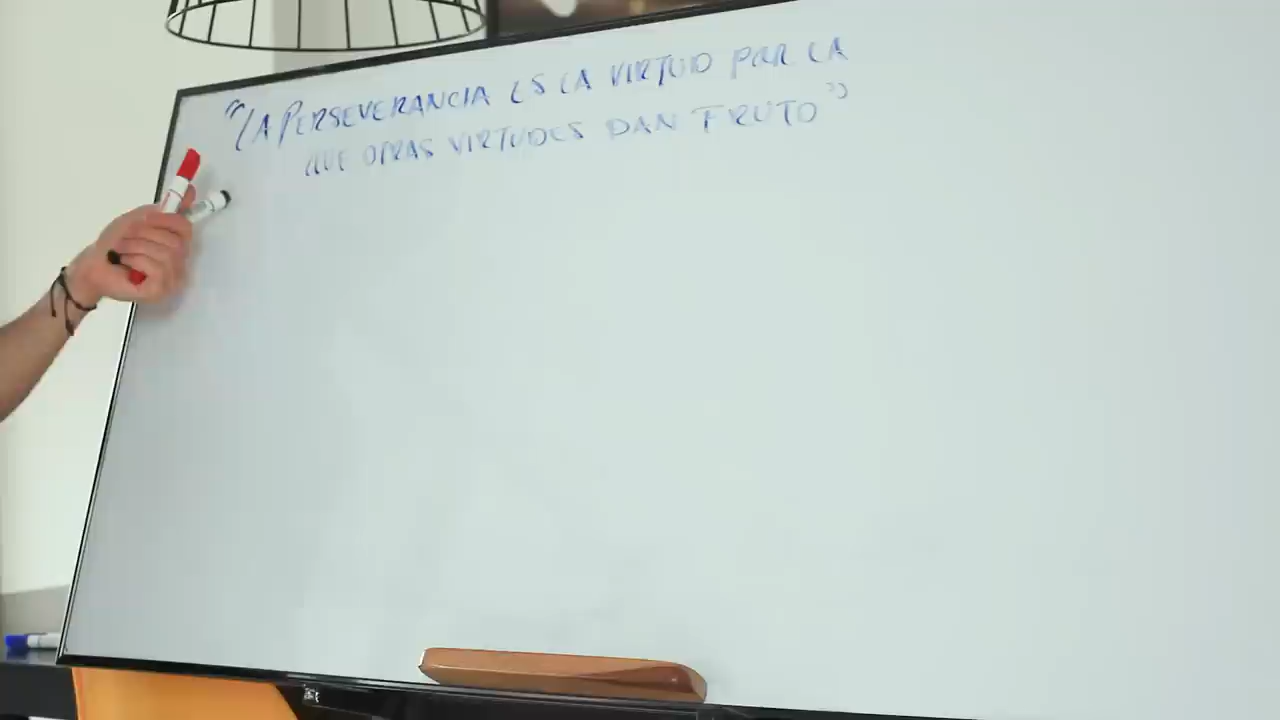 "LA PERSEVERANCIA ES LA VIRTUD POR LA
QUE OTRAS VIRTUDES DAN FRUTO"